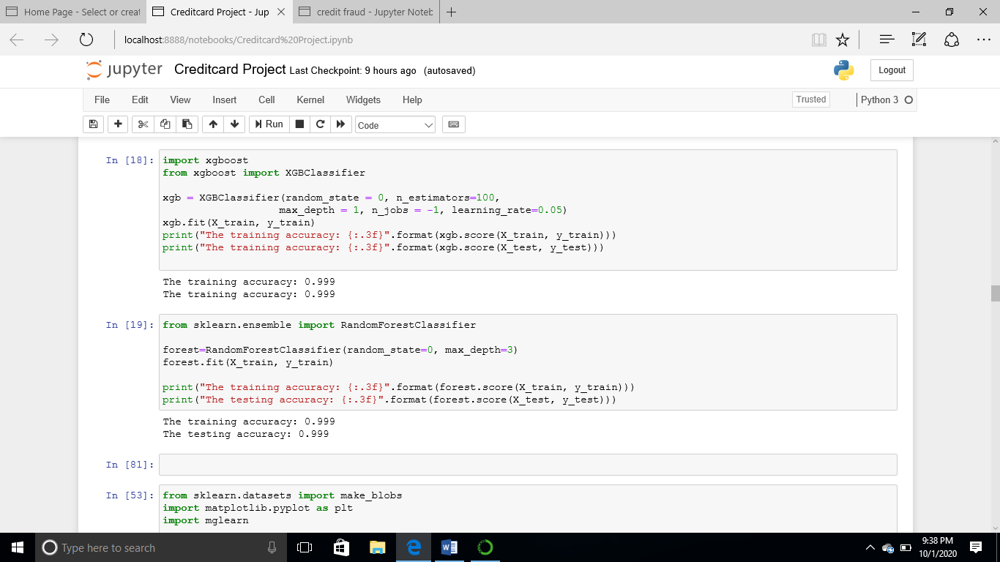 Home Page - Select or creat
Creditcard Project - Jup
credit fraud - Jupyter Noteb
localhost:8888/notebooks/Creditcard%20Project.ipynb
jupyter Creditcard Project Last Checkpoint: 9 hours ago (autosaved)
Logout
File Edit View Insert Cell Kernel Widgets Help
Trusted
Python 3
Run
Code
In [18]:
import xgboost
from xgboost import XGBClassifier
xgb = XGBClassifier(random_state = 0, n_estimators=100,
max_depth = 1, n_jobs = -1, learning_rate=0.05)
xgb.fit(X_train, y_train)
print("The training accuracy: {:.3f}".format(xgb.score(X_train, y_train)))
print("The training accuracy: {:.3f}".format(xgb.score(X_test, y_test)))
The training accuracy: 0.999
The training accuracy: 0.999
In [19]:
from sklearn.ensemble import RandomForestClassifier
forest=RandomForestClassifier(random_state=0, max_depth=3)
forest.fit(X_train, y_train)
print("The training accuracy: {:.3f}".format(forest.score(X_train, y_train)))
print("The testing accuracy: {:.3f}".format(forest.score(X_test, y_test)))
The training accuracy: 0.999
The testing accuracy: 0.999
In [81]:
In [53]:
from sklearn.datasets import make_blobs
import matplotlib.pyplot as plt
import mglearn
Type here to search
9:38 PM
10/1/2020